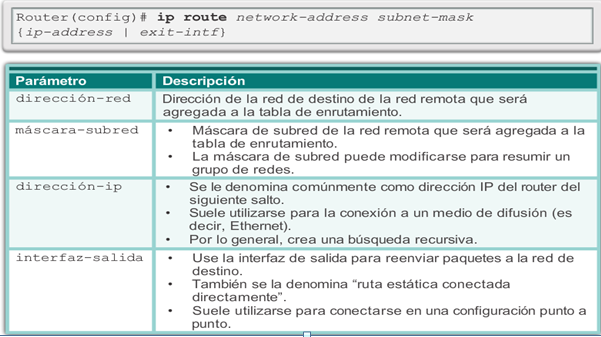 Router(config)# ip route network-address subnet-mask
{ip-address | exit-intf}
Parámetro Descripción
dirección-red Dirección de la red de destino de la red remota que será
agregada a la tabla de enrutamiento.
máscara-subred • Máscara de subred de la red remota que será agregada a la
tabla de enrutamiento.
• La máscara de subred puede modificarse para resumir un
grupo de redes.
dirección-ip • Se le denomina comúnmente como dirección IP del router del
siguiente salto.
• Suele utilizarse para la conexión a un medio de difusión (es
decir, Ethernet).
• Por lo general, crea una búsqueda recursiva.
interfaz-salida • Use la interfaz de salida para reenviar paquetes a la red de
destino.
• También se la denomina “ruta estática conectada
directamente”.
• Suele utilizarse para conectarse en una configuración punto a
punto.